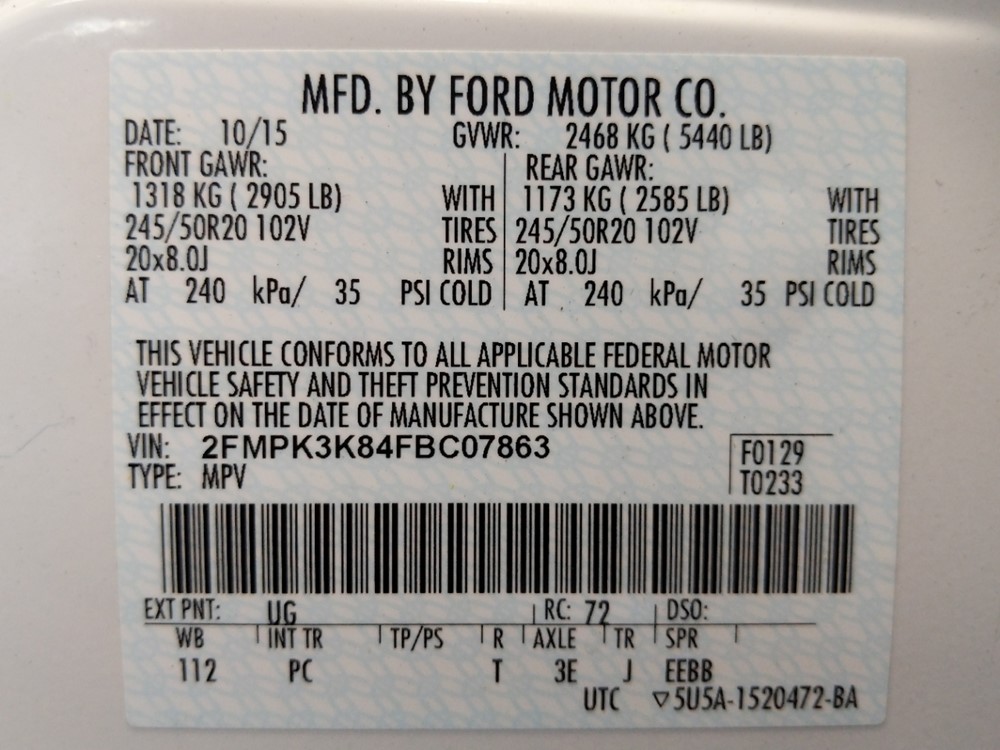 MFD. BY FORD MOTOR CO.
DATE: 10/15 GVWR: 2468 KG ( 5440 LB)
FRONT GAWR: REAR GAWR:
1318 KG ( 2905 LB) WITH 1173 KG ( 2585 LB) WITH
245/50R20 102V TIRES 245/50R20 102V TIRES
20x8.0J RIMS 20x8.0J RIMS
AT 240 kPa/ 35 PSI COLD AT 240 kPa/ 35 PSI COLD
THIS VEHICLE CONFORMS TO ALL APPLICABLE FEDERAL MOTOR
VEHICLE SAFETY AND THEFT PREVENTION STANDARDS IN
EFFECT ON THE DATE OF MANUFACTURE SHOWN ABOVE.
VIN: 2FMPK3K84FBC07863 F0129
TYPE: MPV T0233
EXT PNT: UG RC: 72 DSO:
WB INT TR TP/PS R AXLE TR SPR
112 PC T 3E J EEBB
UTC ▽5U5A-1520472-BA